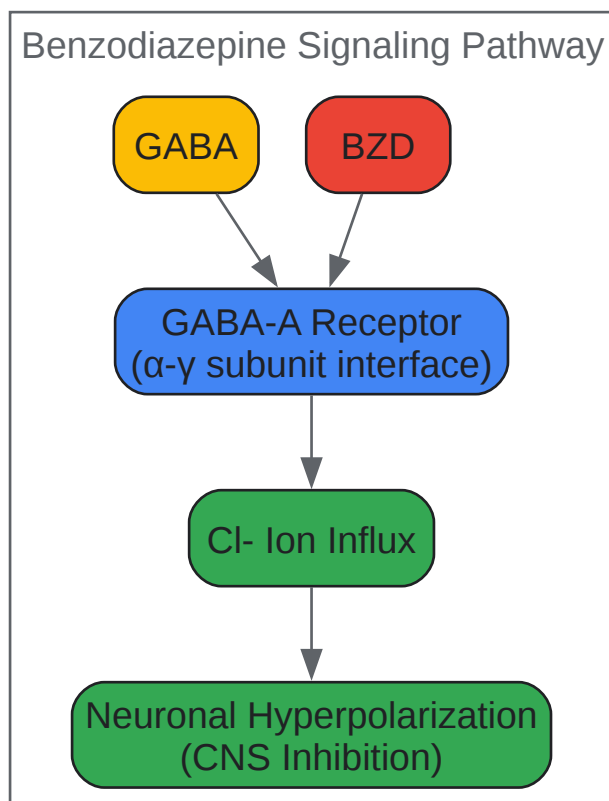 Benzodiazepine Signaling Pathway
GABA
BZD
GABA-A Receptor
(α-γ subunit interface)
Cl- Ion Influx
Neuronal Hyperpolarization
(CNS Inhibition)